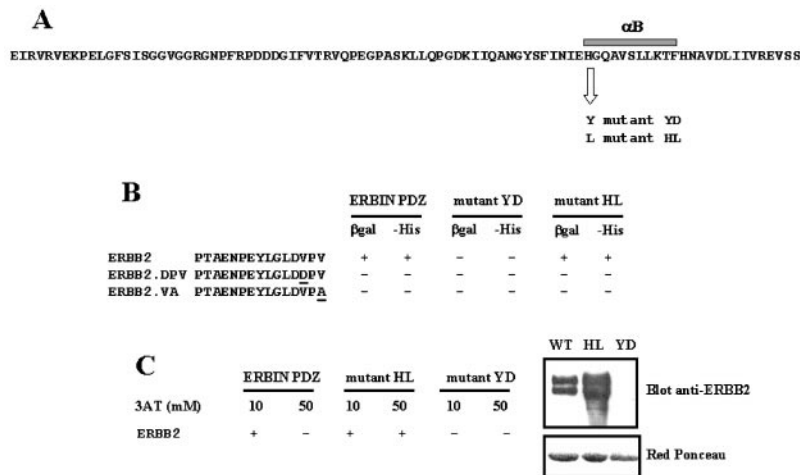 A
αB
EIRVRVEKPELGFSISGGVGGRGNPFRPDDDGIFVTRVQPEGPASKLLQPGDKIIQANGYSFINIEHGQAVSLLKTFHNAVDLIIVREVSS
Y mutant YD
L mutant HL
B
ERBIN PDZ mutant YD mutant HL
βgal -His βgal -His βgal -His
ERBB2 PTAENPEYLGLDVPV + + - - + +
ERBB2.DPV PTAENPEYLGLDDPV - - - - - -
ERBB2.VA PTAENPEYLGLDVPA - - - - - -
C
ERBIN PDZ mutant HL mutant YD
3AT (mM) 10 50 10 50 10 50
ERBB2 + - + + - -
WT HL YD
Blot anti-ERBB2
Red Ponceau